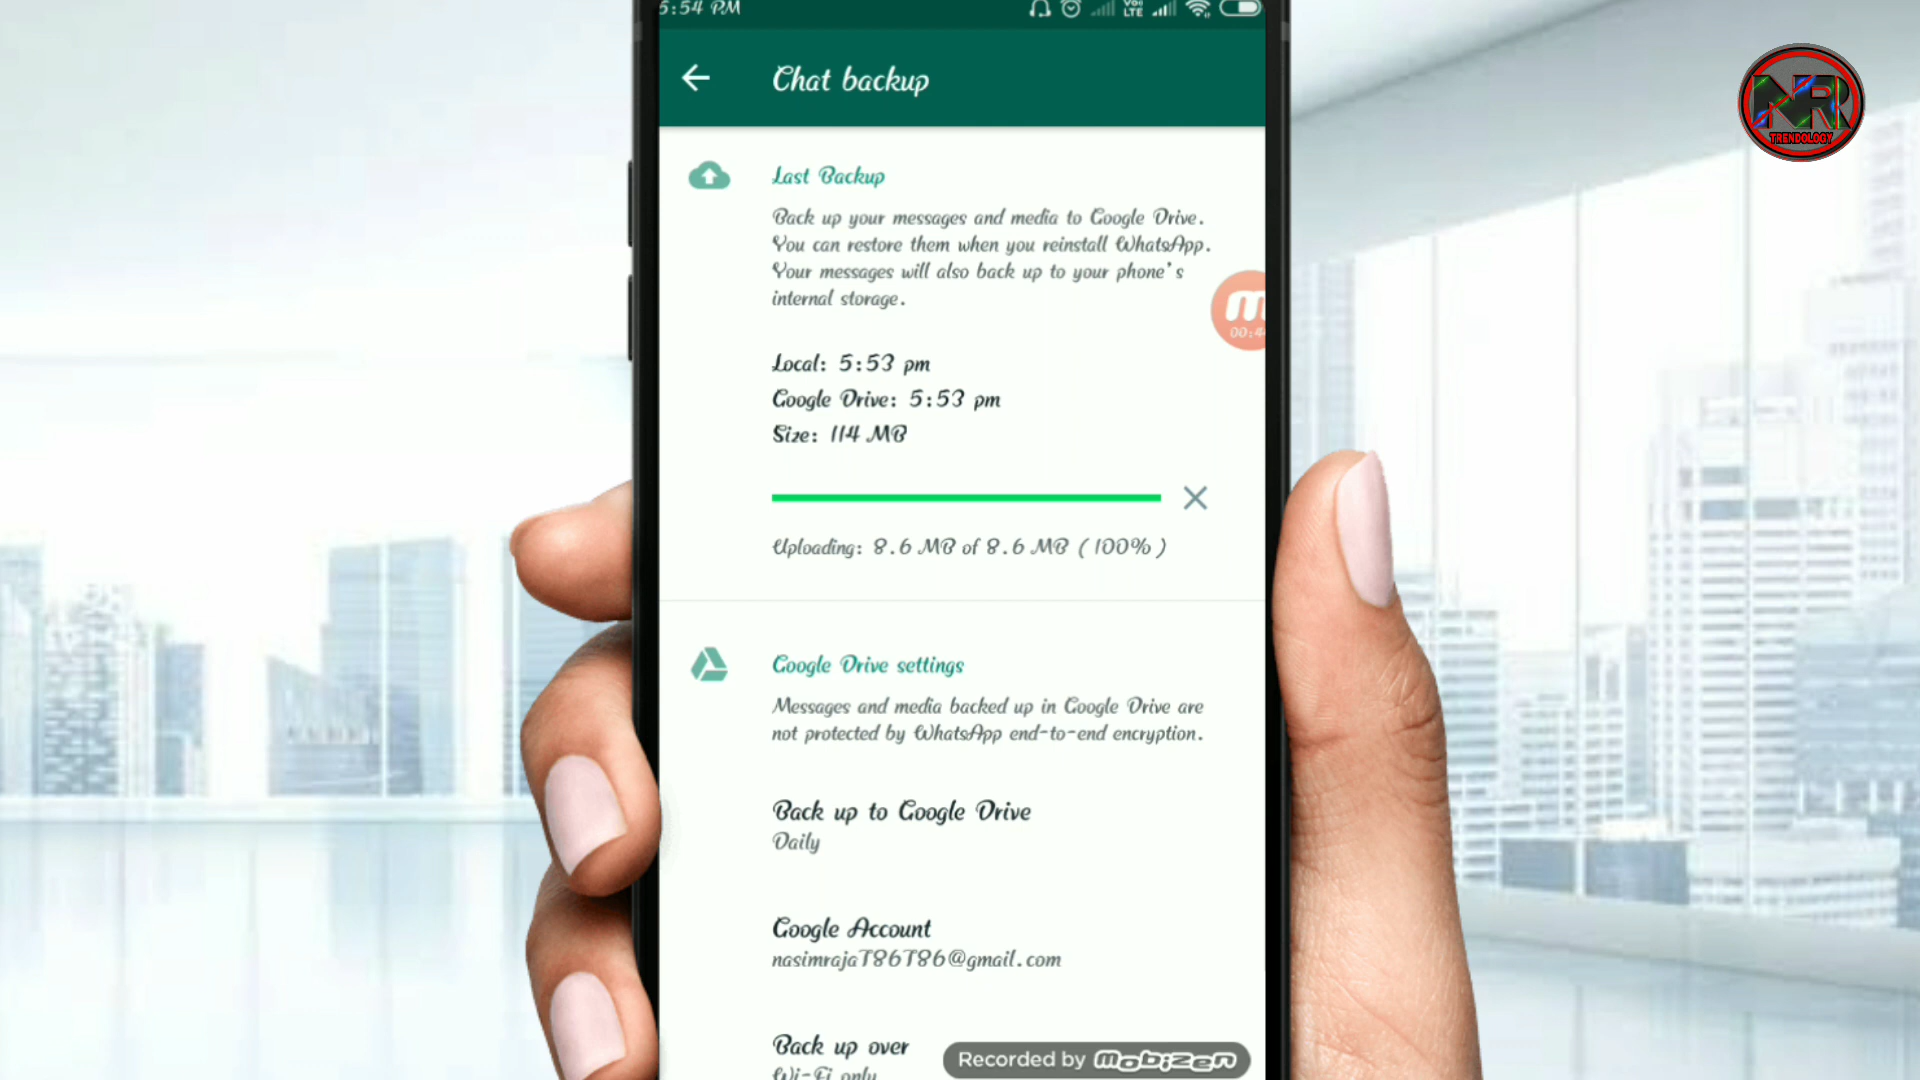 5:54 PM
VoLTE
Chat backup
NR
TRENDOLOGY
Last Backup
Back up your messages and media to Google Drive.
You can restore them when you reinstall WhatsApp.
Your messages will also back up to your phone's
internal storage.
Local: 5:53 pm
Google Drive: 5:53 pm
Size: 114 MB
Uploading: 8.6 MB of 8.6 MB (100%)
Google Drive settings
Messages and media backed up in Google Drive are
not protected by WhatsApp end-to-end encryption.
Back up to Google Drive
Daily
Google Account
nasimraja786786@gmail.com
Back up over
Wi-Fi only
Recorded by mobizen